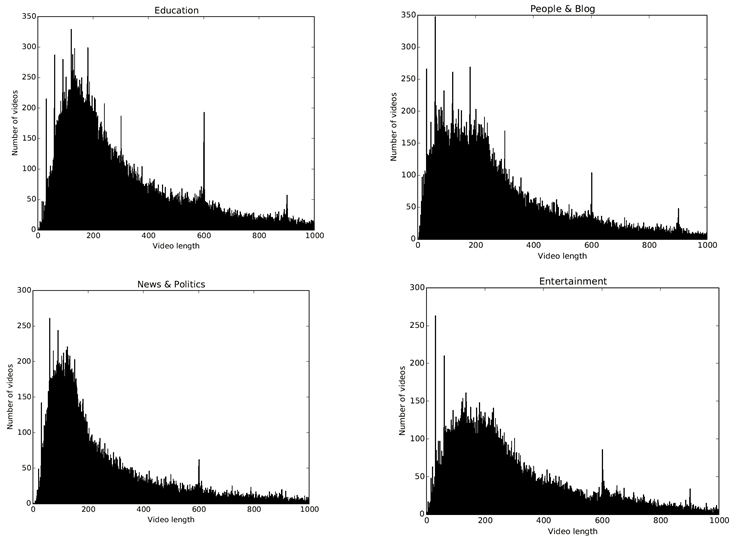 Education
350
300
250
200
150
100
50
0
Number of videos
0 200 400 600 800 1000
Video length
People & Blog
350
300
250
200
150
100
50
0
Number of videos
0 200 400 600 800 1000
Video length
News & Politics
300
250
200
150
100
50
0
Number of videos
0 200 400 600 800 1000
Video length
Entertainment
300
250
200
150
100
50
0
Number of videos
0 200 400 600 800 1000
Video length